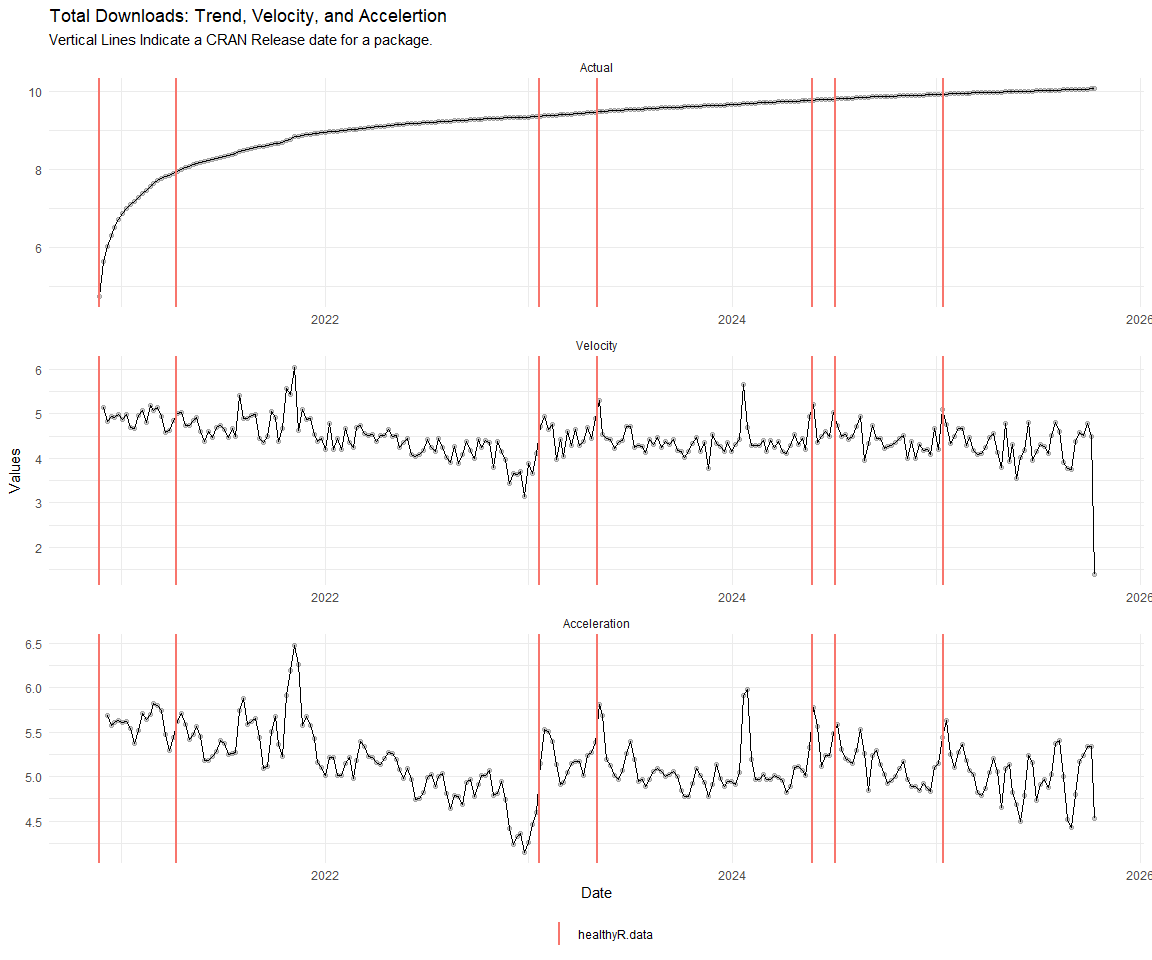 Total Downloads: Trend, Velocity, and Accelertion
Vertical Lines Indicate a CRAN Release date for a package.
Actual
10
8
6
2022
2024
2026
Velocity
6
5
4
3
2
2022
2024
2026
Values
Acceleration
6.5
6.0
5.5
5.0
4.5
2022
2024
2026
Date
healthyR.data